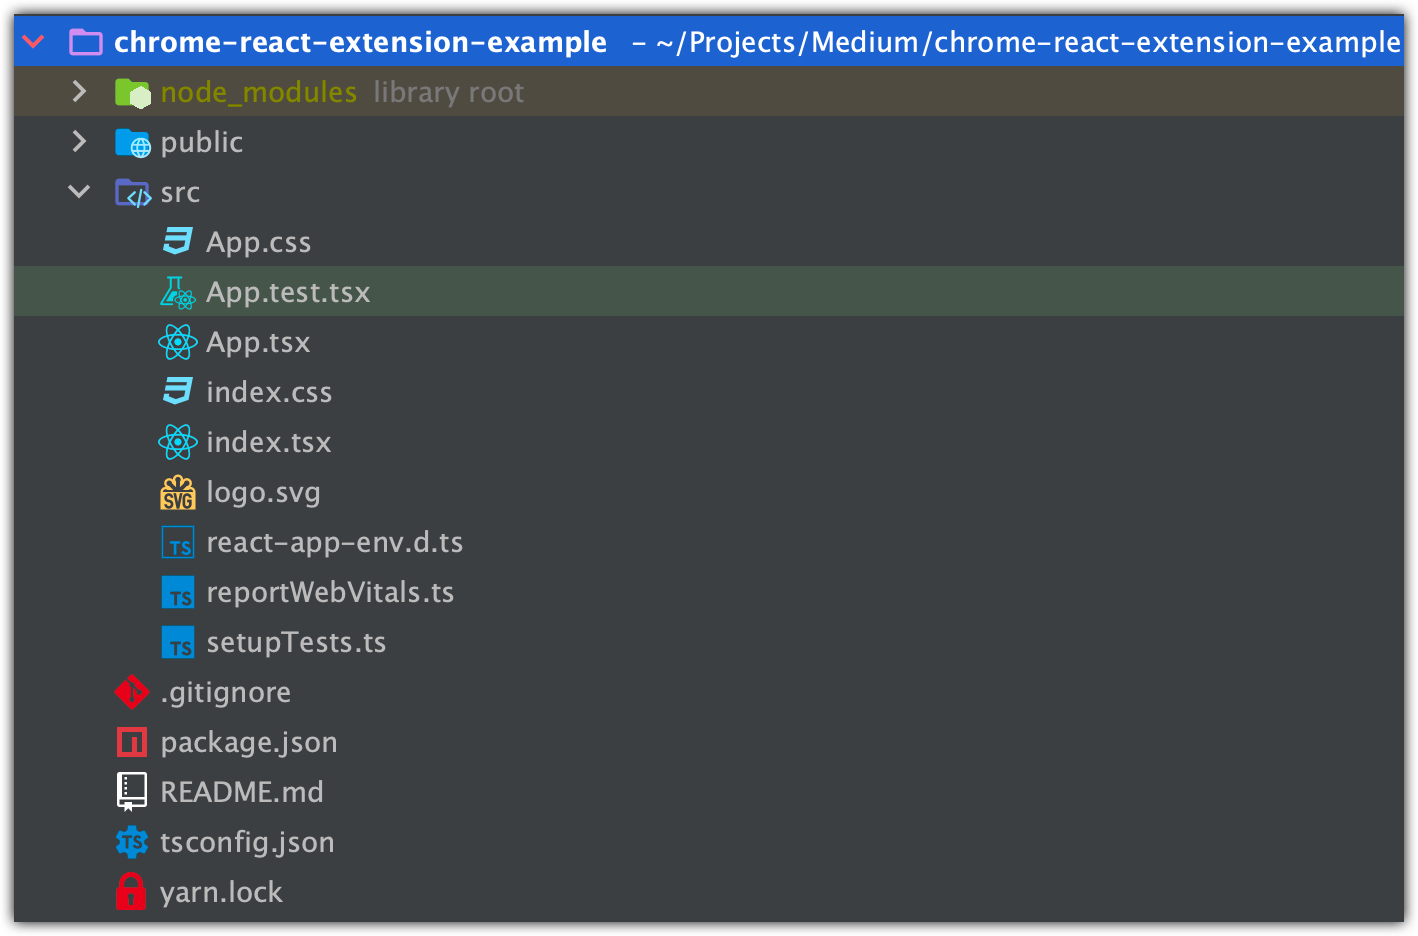 chrome-react-extension-example – ~/Projects/Medium/chrome-react-extension-example
node_modules library root
public
src
App.css
App.test.tsx
App.tsx
index.css
index.tsx
SVG logo.svg
TS react-app-env.d.ts
TS reportWebVitals.ts
TS setupTests.ts
.gitignore
package.json
README.md
TS tsconfig.json
yarn.lock